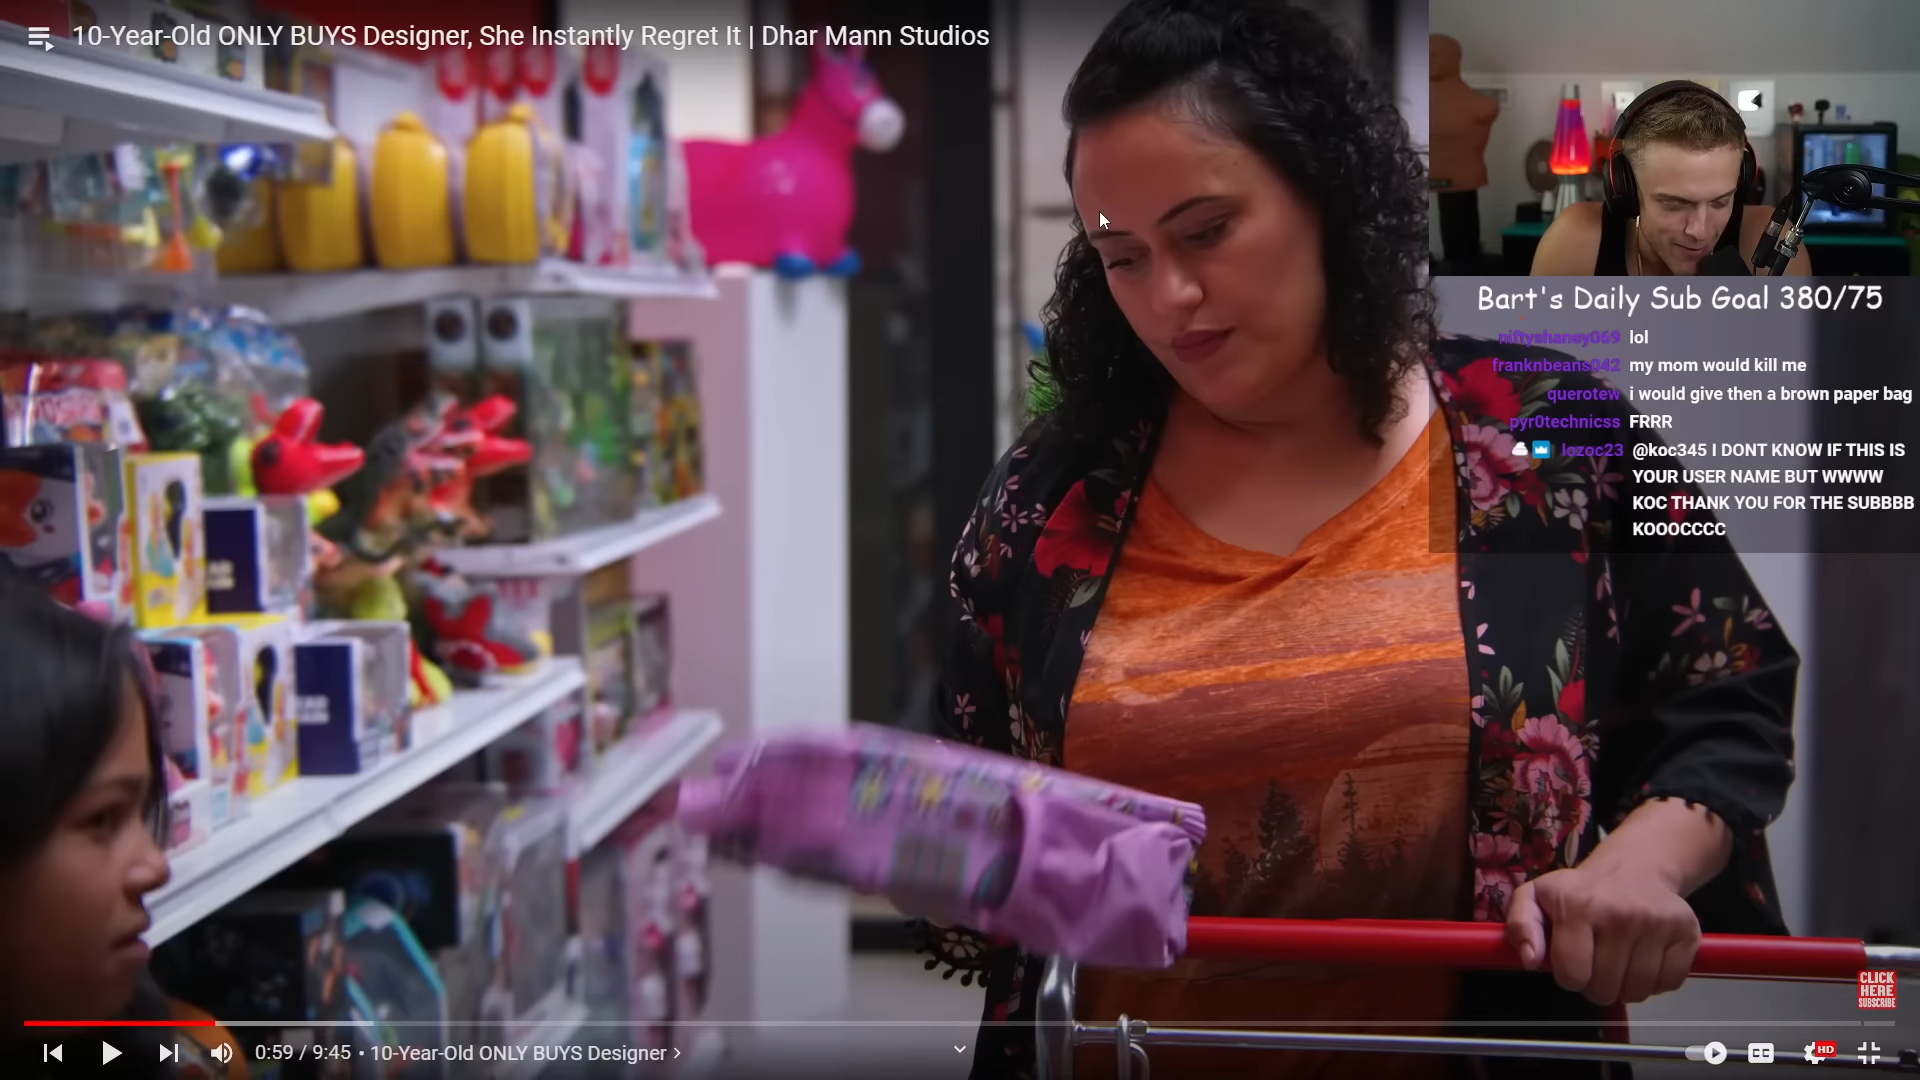 10-Year-Old ONLY BUYS Designer, She Instantly Regret It | Dhar Mann Studios
Bart's Daily Sub Goal 380/75
niftyshaney069 lol
franknbeans042 my mom would kill me
querotew i would give then a brown paper bag
pyr0technicss FRRR
lozoc23 @koc345 I DONT KNOW IF THIS IS
YOUR USER NAME BUT WWWW
KOC THANK YOU FOR THE SUBBBB
KOOOCCCC
CLICK
HERE
SUBSCRIBE
0:59 / 9:45 • 10-Year-Old ONLY BUYS Designer >
CC
HD